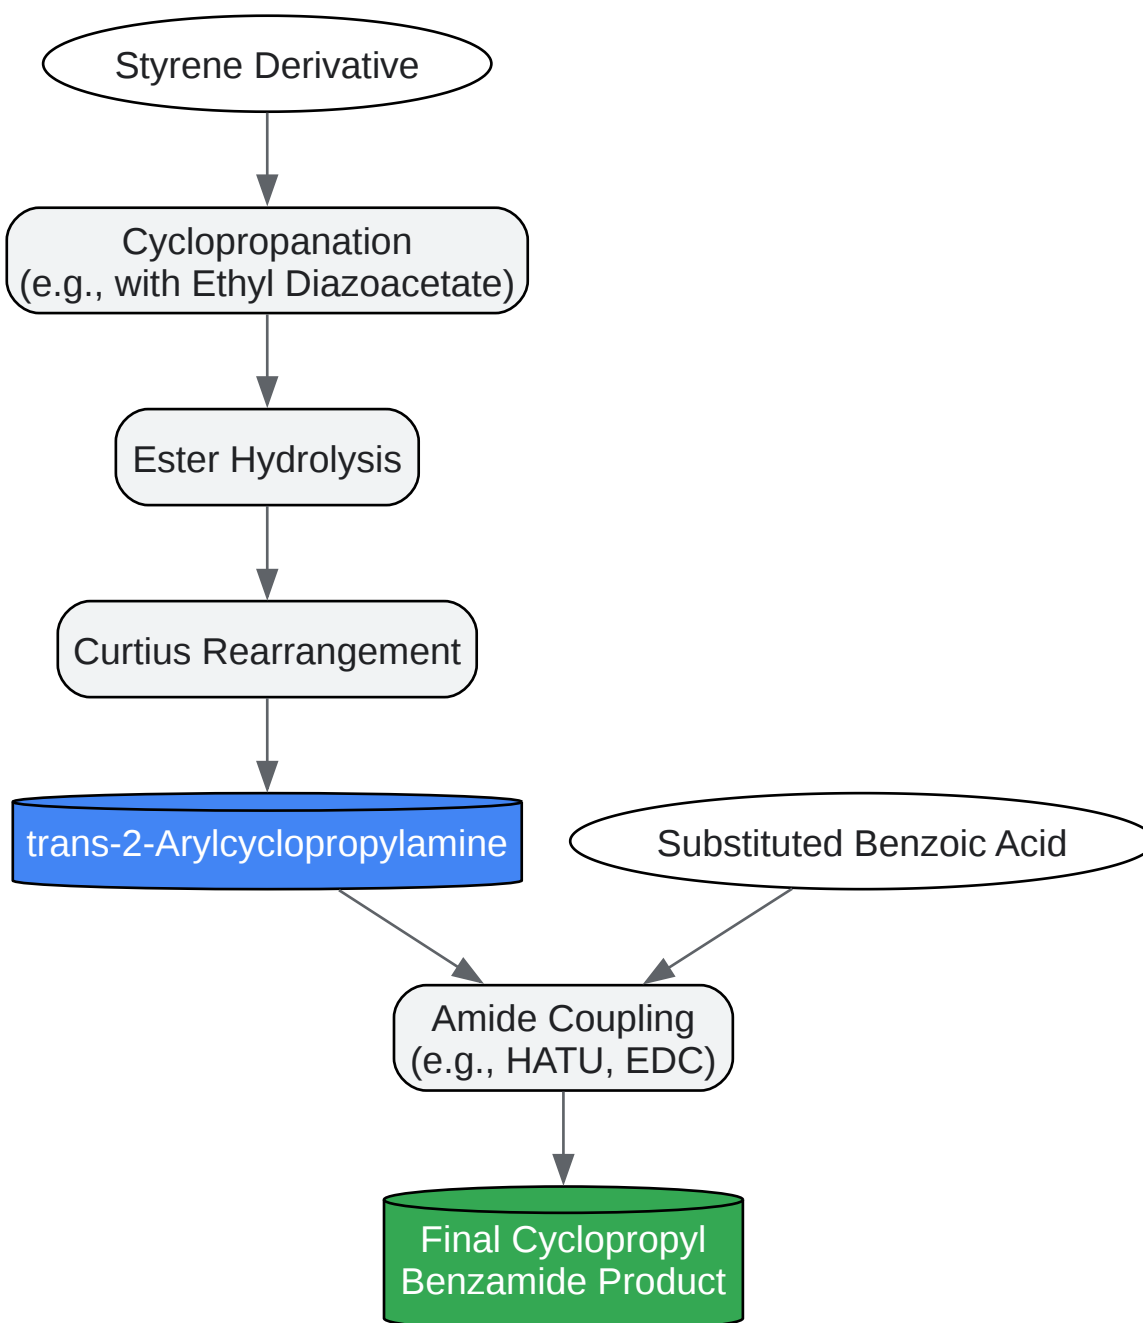 Styrene Derivative
Cyclopropanation
(e.g., with Ethyl Diazoacetate)
Ester Hydrolysis
Curtius Rearrangement
trans-2-Arylcyclopropylamine
Substituted Benzoic Acid
Amide Coupling
(e.g., HATU, EDC)
Final Cyclopropyl
Benzamide Product